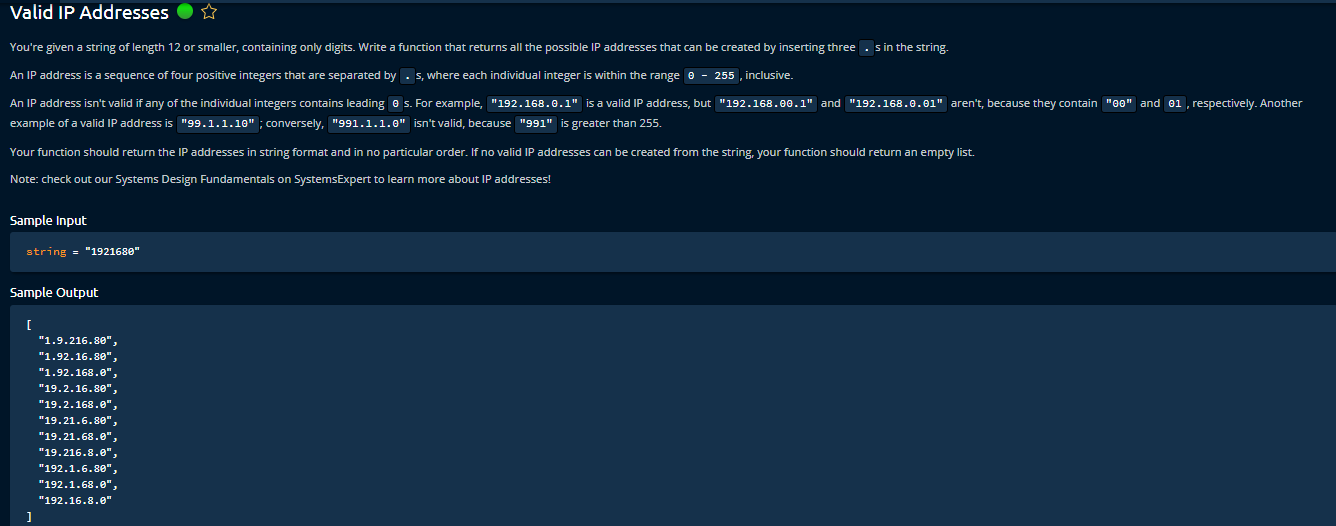 Valid IP Addresses
You're given a string of length 12 or smaller, containing only digits. Write a function that returns all the possible IP addresses that can be created by inserting three . s in the string.
An IP address is a sequence of four positive integers that are separated by . s, where each individual integer is within the range 0 - 255 , inclusive.
An IP address isn't valid if any of the individual integers contains leading 0 s. For example, "192.168.0.1" is a valid IP address, but "192.168.00.1" and "192.168.0.01" aren't, because they contain "00" and 01 , respectively. Another
example of a valid IP address is "99.1.1.10" ; conversely, "991.1.1.0" isn't valid, because "991" is greater than 255.
Your function should return the IP addresses in string format and in no particular order. If no valid IP addresses can be created from the string, your function should return an empty list.
Note: check out our Systems Design Fundamentals on SystemsExpert to learn more about IP addresses!
Sample Input
string = "1921680"
Sample Output
[
"1.9.216.80",
"1.92.16.80",
"1.92.168.0",
"19.2.16.80",
"19.2.168.0",
"19.21.6.80",
"19.21.68.0",
"19.216.8.0",
"192.1.6.80",
"192.1.68.0",
"192.16.8.0"
]